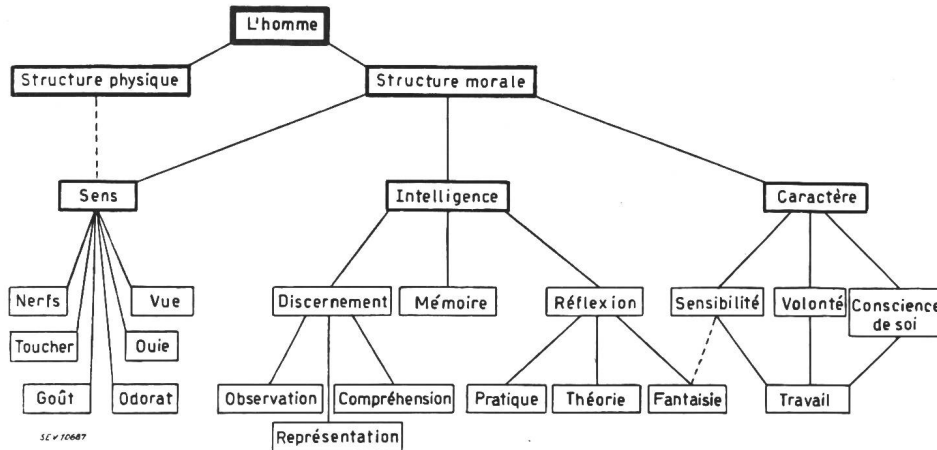 L'homme
Structure physique
Structure morale
Sens
Intelligence
Caractère
Nerfs
Vue
Discernement
Mémoire
Réflexion
Sensibilité
Volonté
Conscience
de soi
Toucher
Ouie
Goût
Odorat
Observation
Compréhension
Pratique
Théorie
Fantaisie
Travail
Représentation
SEV 10687